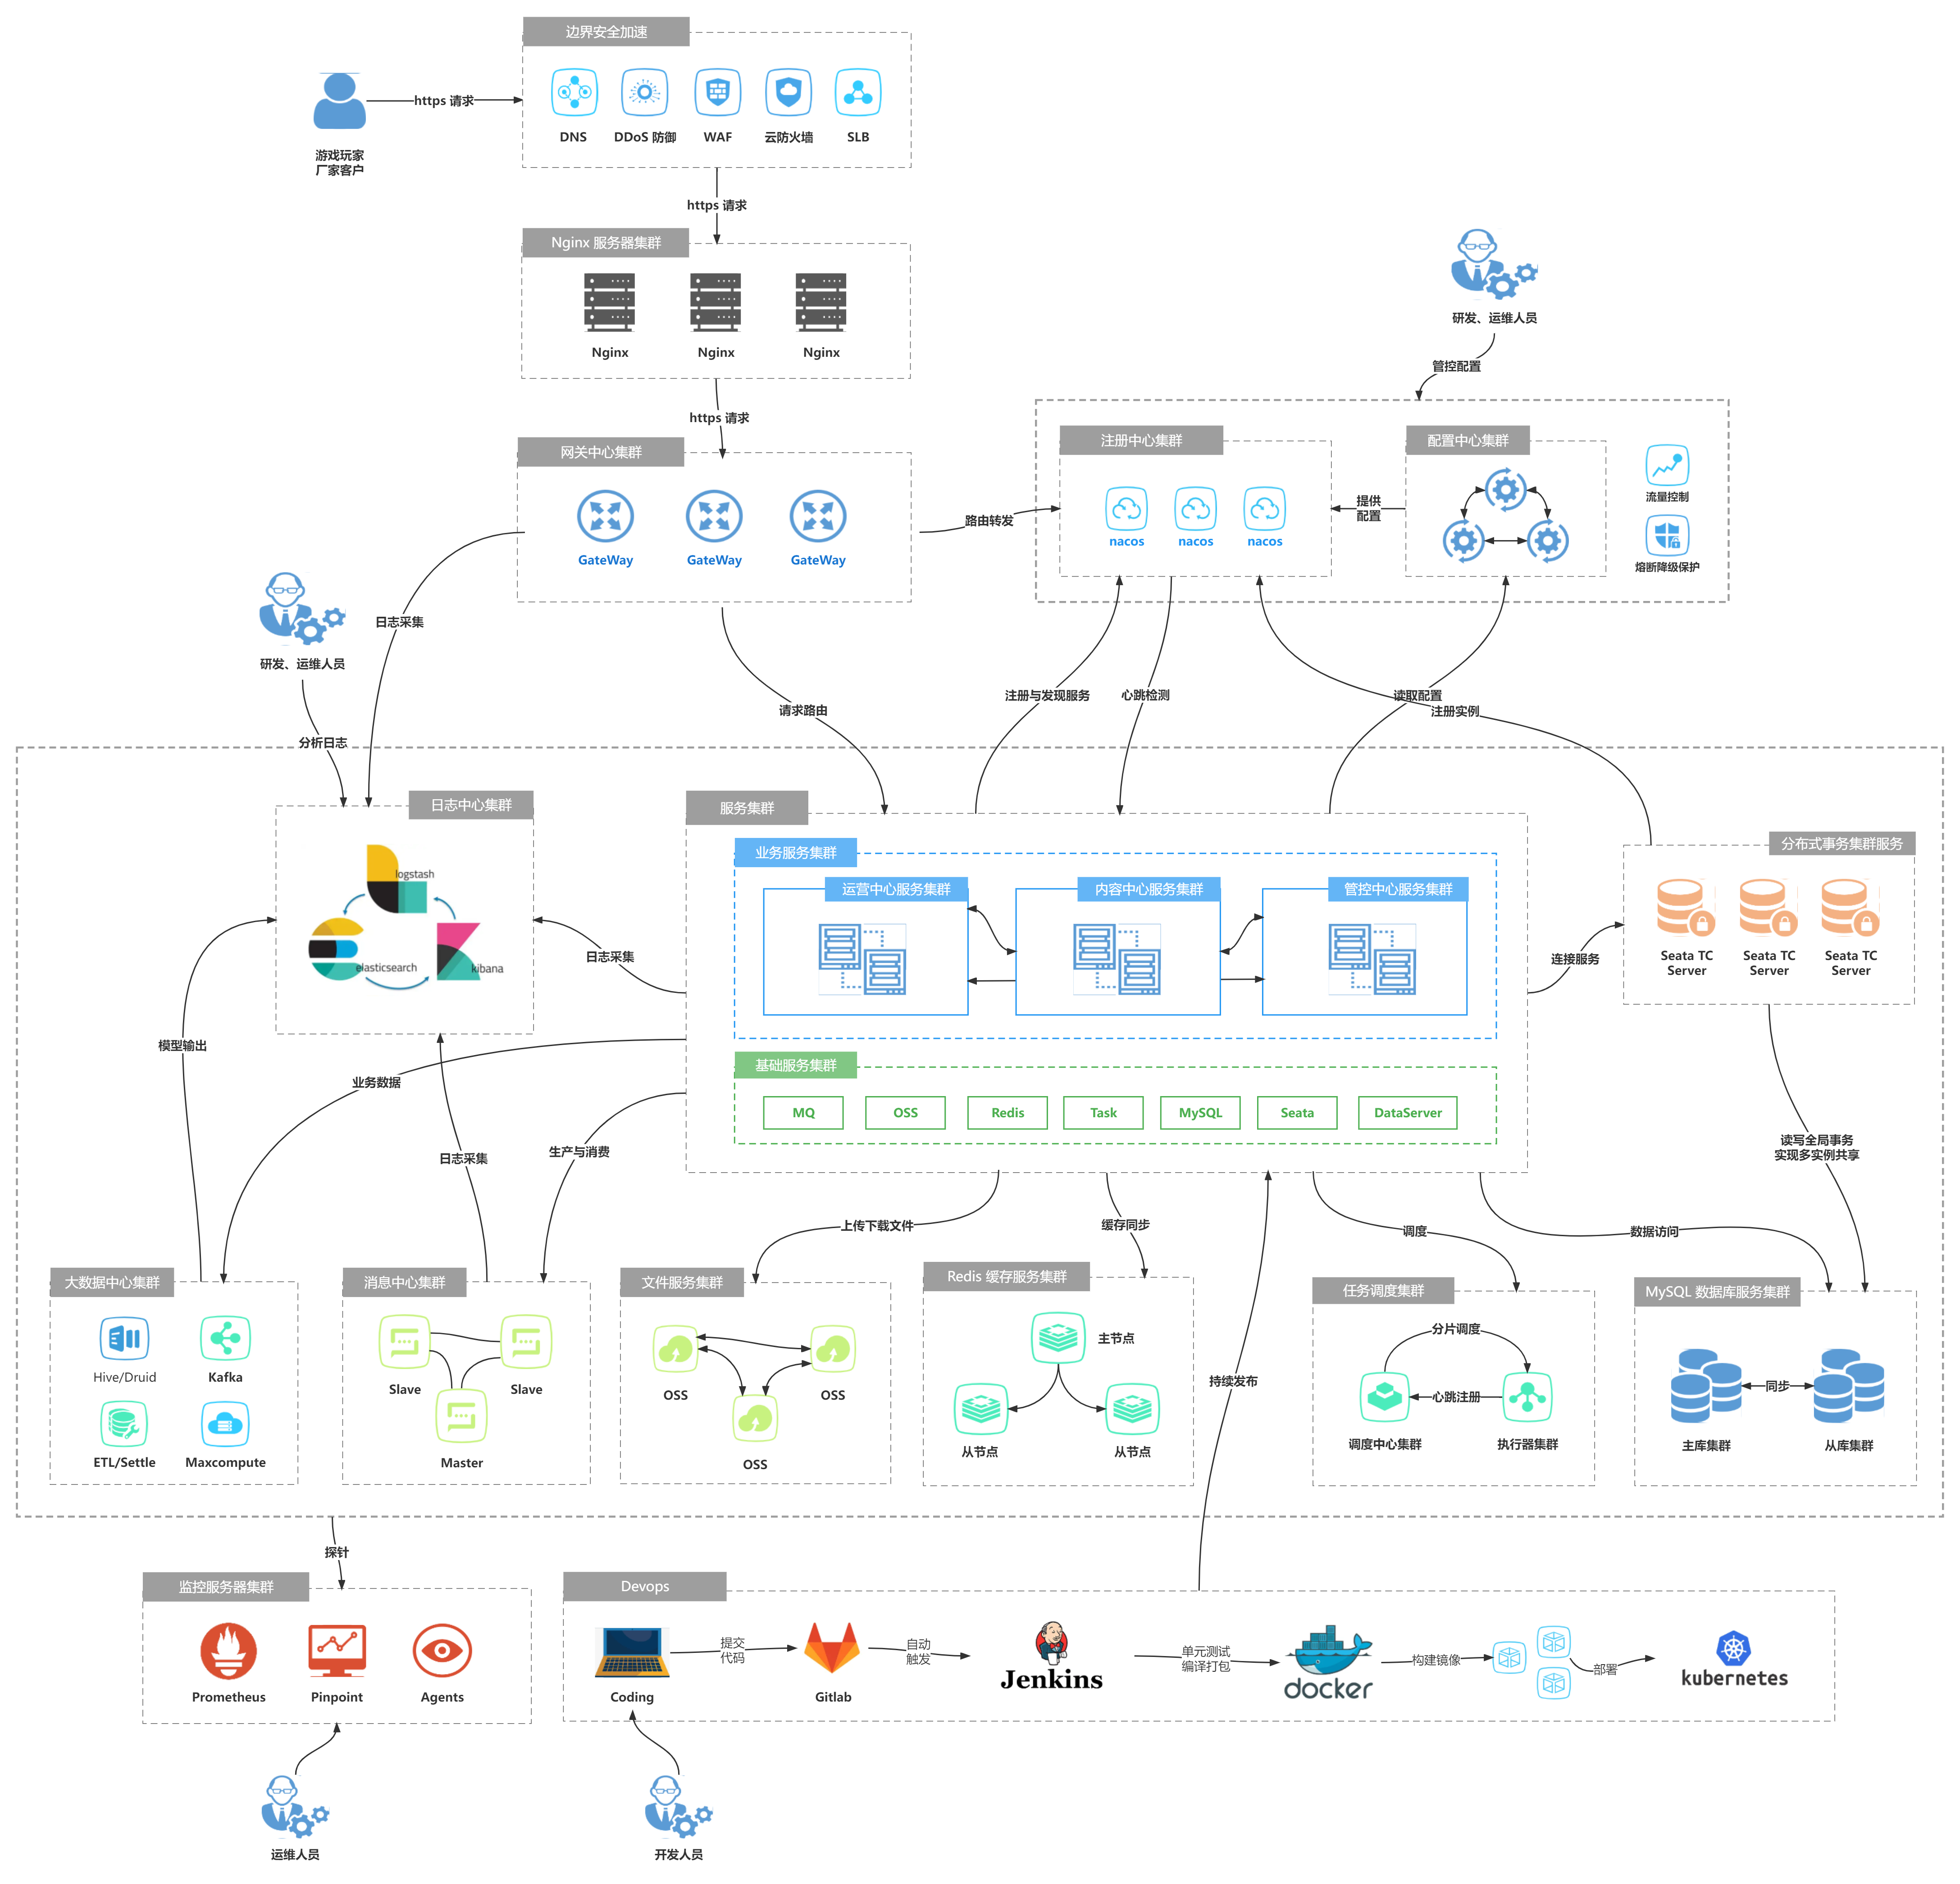 边界安全加速
DNS
DDoS 防御
WAF
云防火墙
SLB
https 请求
游戏玩家
厂家客户
https 请求
Nginx 服务器集群
Nginx
Nginx
Nginx
研发、运维人员
管控配置
https 请求
网关中心集群
GateWay
GateWay
GateWay
路由转发
注册中心集群
nacos
nacos
nacos
提供
配置
配置中心集群
流量控制
熔断降级保护
日志采集
研发、运维人员
分析日志
请求路由
注册与发现服务
心跳检测
读取配置
注册实例
日志中心集群
logstash
elasticsearch
kibana
日志采集
服务集群
业务服务集群
运营中心服务集群
内容中心服务集群
管控中心服务集群
基础服务集群
MQ
OSS
Redis
Task
MySQL
Seata
DataServer
连接服务
分布式事务集群服务
Seata TC
Server
Seata TC
Server
Seata TC
Server
模型输出
业务数据
日志采集
生产与消费
读写全局事务
实现多实例共享
上传下载文件
缓存同步
调度
数据访问
持续发布
大数据中心集群
Hive/Druid
Kafka
ETL/Settle
Maxcompute
消息中心集群
Slave
Slave
Master
文件服务集群
OSS
OSS
OSS
Redis 缓存服务集群
主节点
从节点
从节点
任务调度集群
分片调度
心跳注册
调度中心集群
执行器集群
MySQL 数据库服务集群
同步
主库集群
从库集群
探针
监控服务器集群
Prometheus
Pinpoint
Agents
运维人员
Devops
Coding
提交
代码
Gitlab
自动
触发
Jenkins
单元测试
编译打包
docker
构建镜像
部署
kubernetes
开发人员